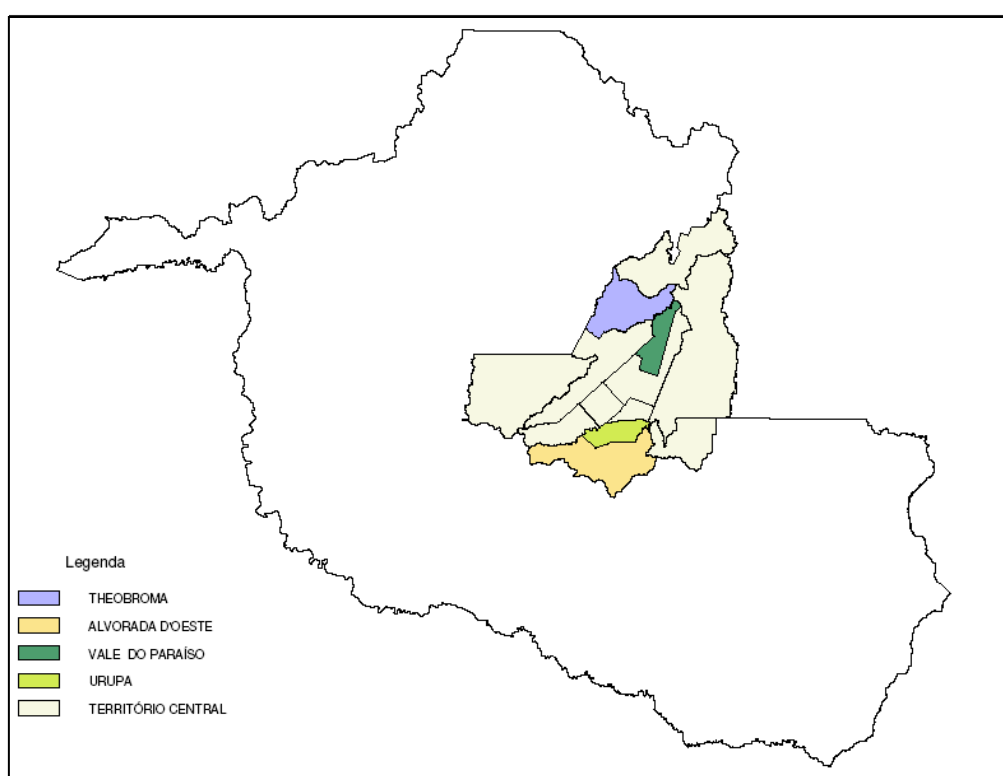 Legenda
THEOBROMA
ALVORADA D'OESTE
VALE DO PARAÍSO
URUPA
TERRITÓRIO CENTRAL